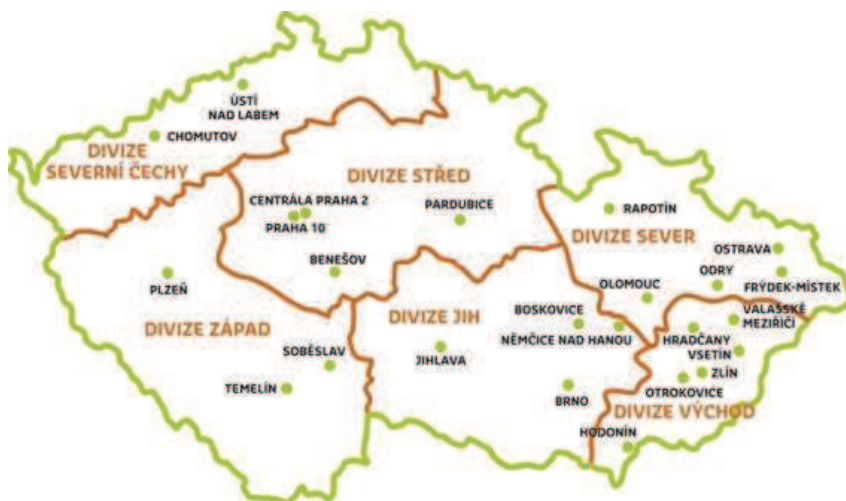 ÚSTÍ
NAD LABEM
CHOMUTOV
DIVIZE
SEVERNÍ ČECHY
DIVIZE STŘED
CENTRÁLA PRAHA 2
PRAHA 10
PARDUBICE
BENEŠOV
RAPOTÍN
DIVIZE SEVER
OSTRAVA
ODRY
FRÝDEK-MÍSTEK
OLOMOUC
PLZEŇ
DIVIZE ZÁPAD
SOBĚSLAV
TEMELÍN
DIVIZE JIH
BOSKOVICE
NĚMČICE NAD HANOU
JIHLAVA
BRNO
VALAŠSKÉ
MEZIŘÍČÍ
HRADČANY
VSETÍN
ZLÍN
OTROKOVICE
DIVIZE VÝCHOD
HODONÍN